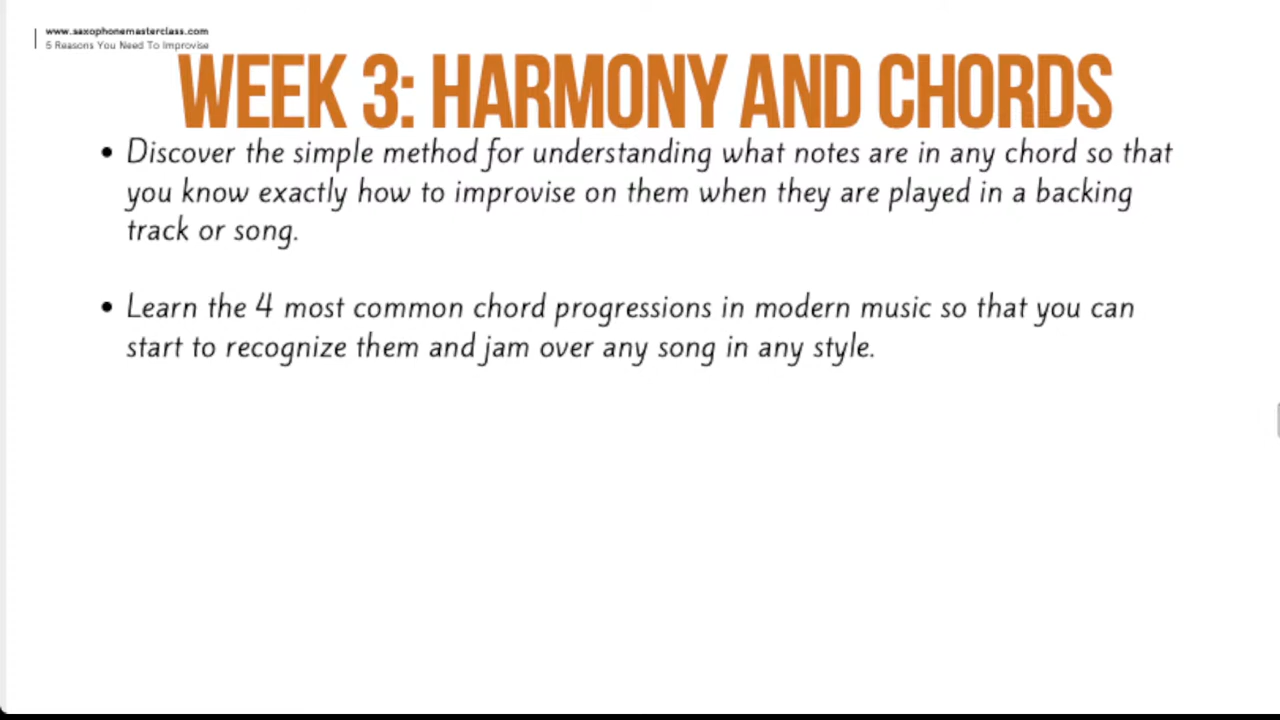 www.saxophonemasterclass.com
5 Reasons You Need To Improvise
WEEK 3: HARMONY AND CHORDS
• Discover the simple method for understanding what notes are in any chord so that
you know exactly how to improvise on them when they are played in a backing
track or song.
• Learn the 4 most common chord progressions in modern music so that you can
start to recognize them and jam over any song in any style.